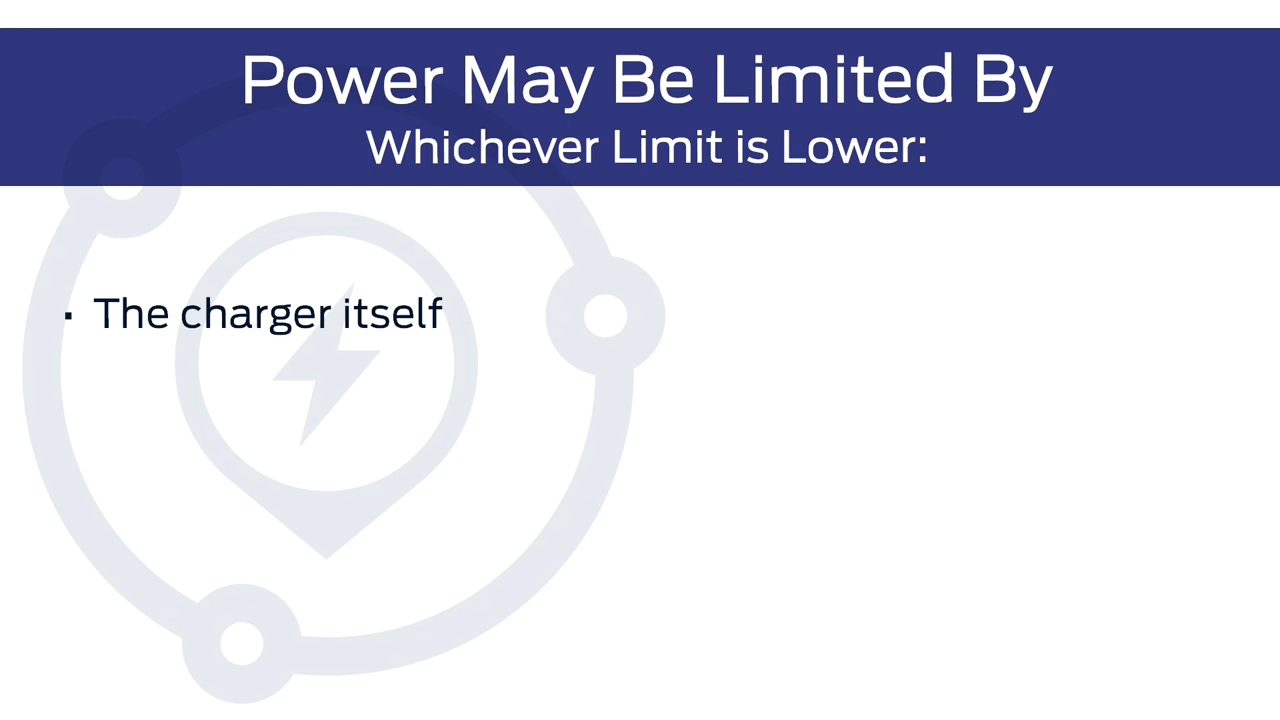 Power May Be Limited By
Whichever Limit is Lower:
· The charger itself